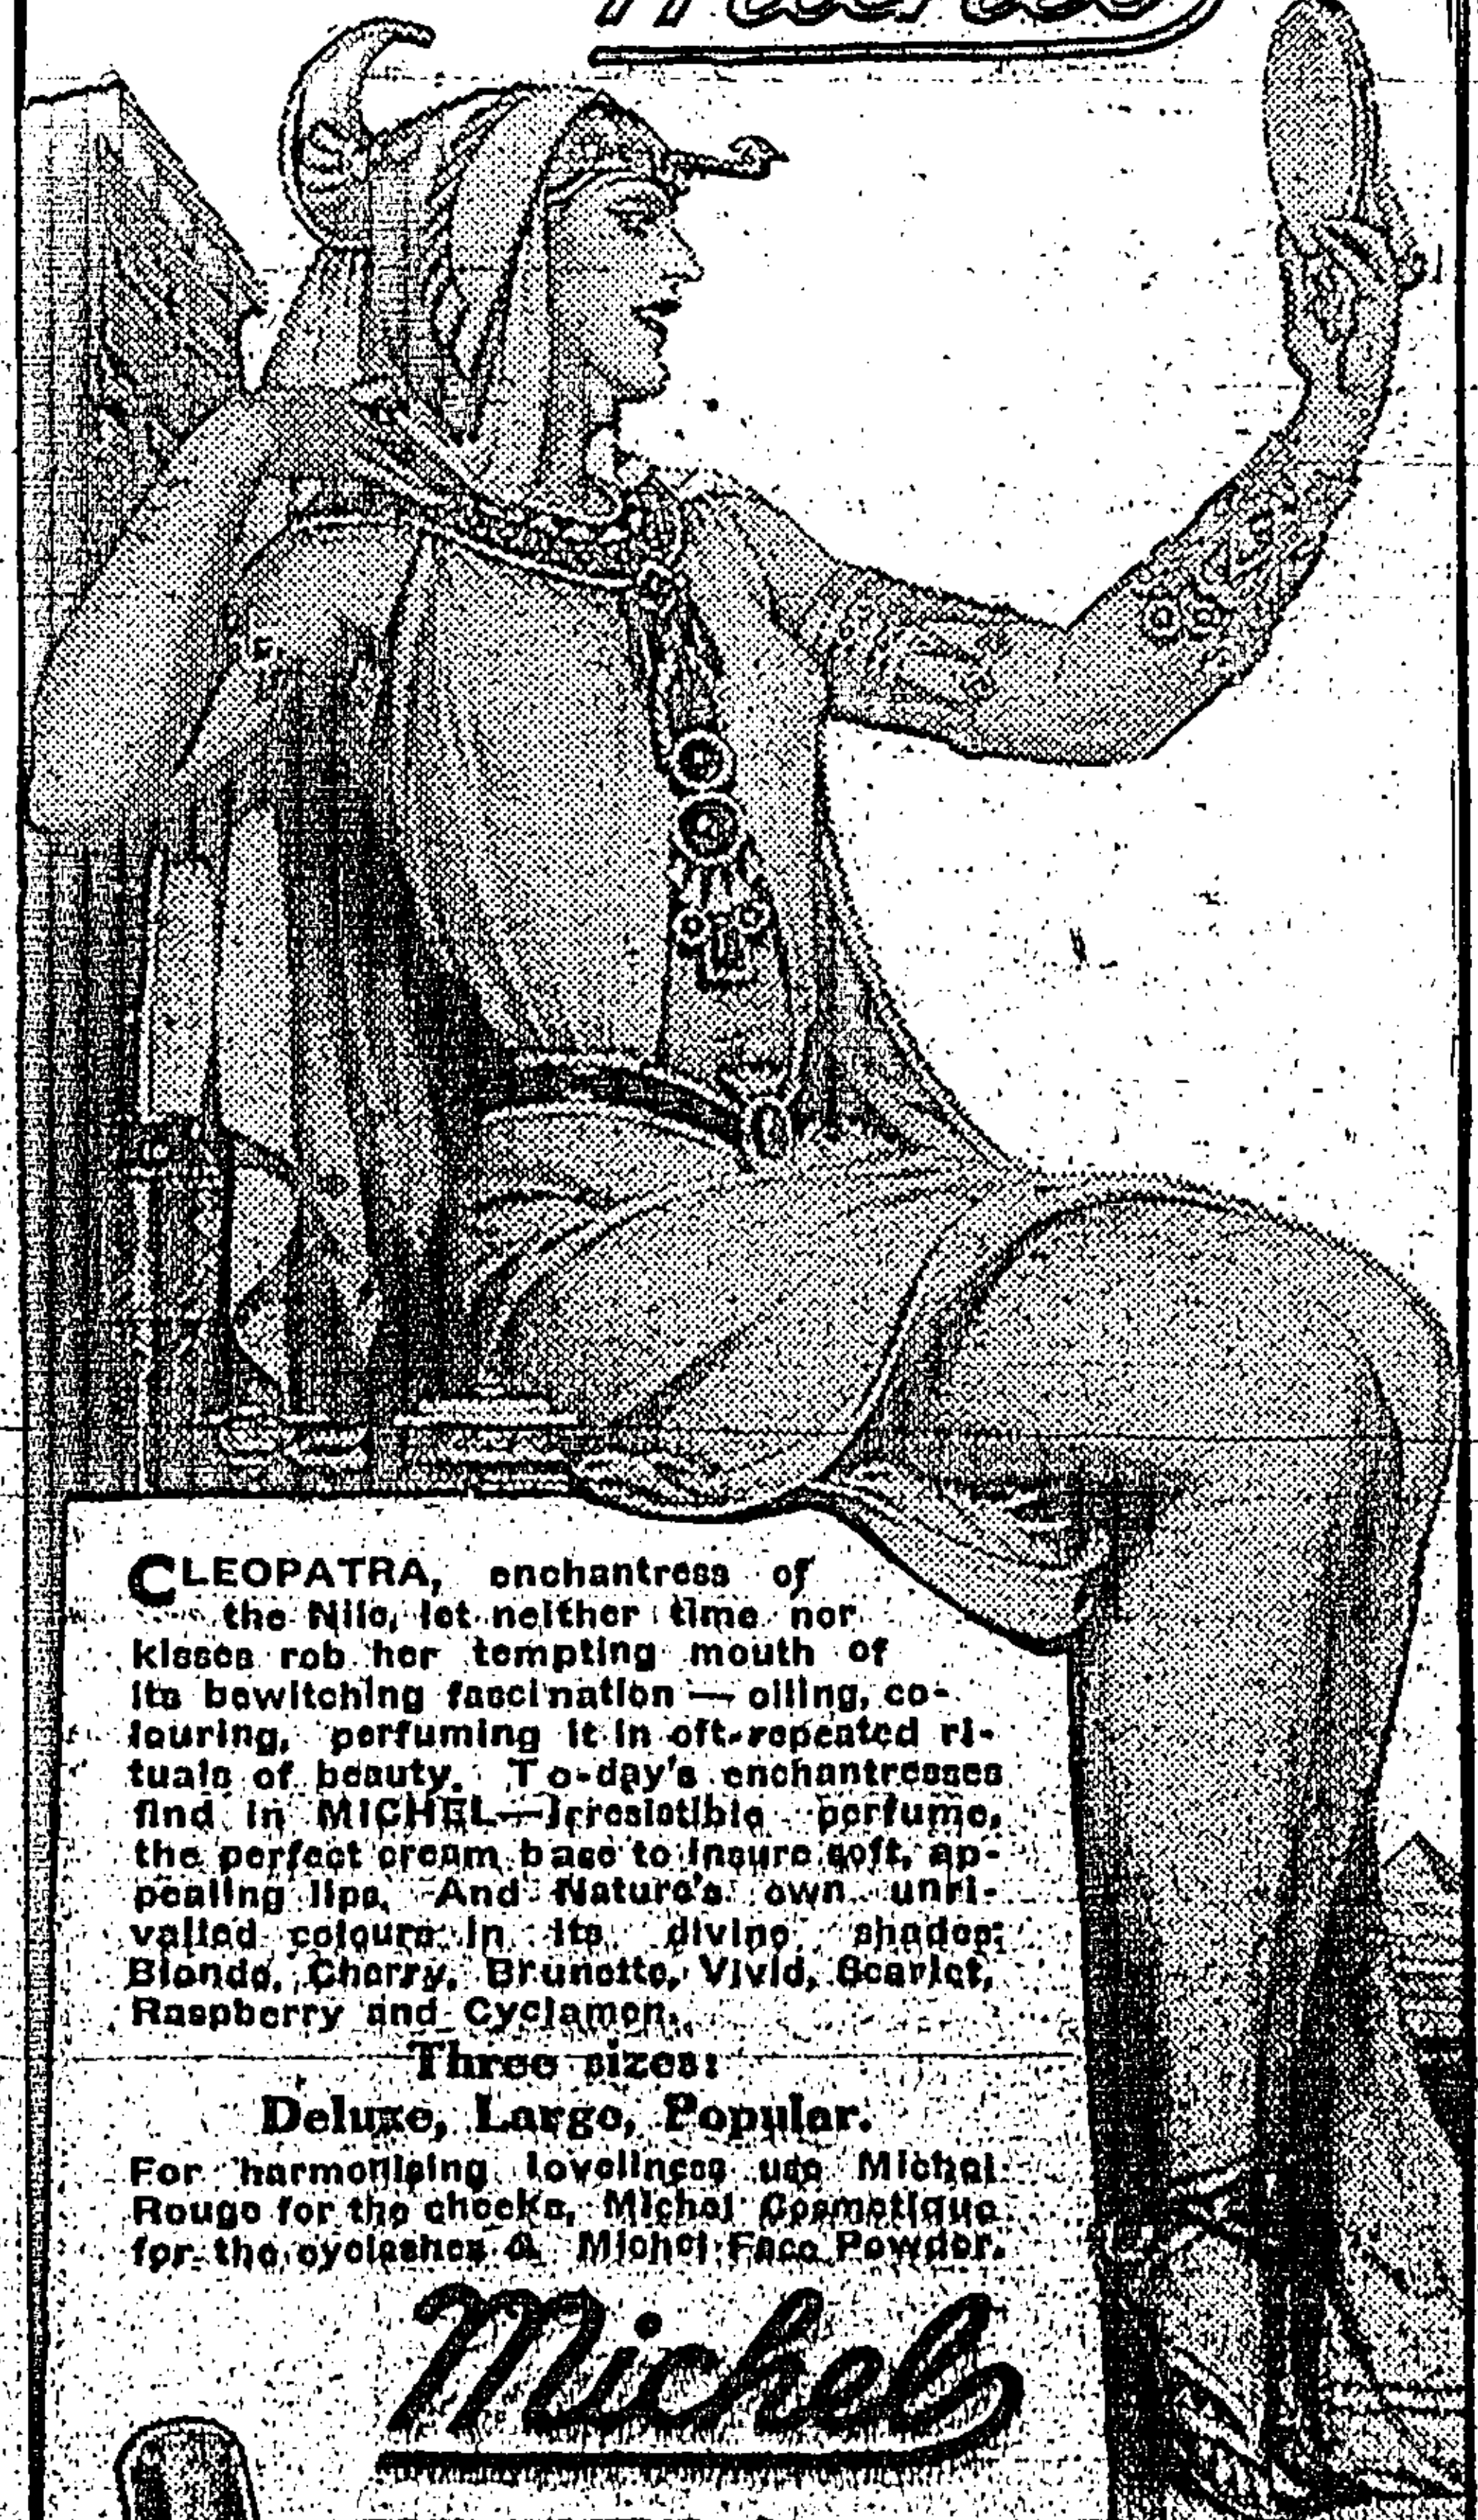 CLEOPATRA, enchantress of
the Nile, let neither time nor
kisses rob her tempting mouth of
its bewitching fascination — oiling, co-
louring, perfuming it in oft-repeated ri-
tuals of beauty. To-day's enchantresses
find in MICHEL—irresistible perfume,
the perfect cream base to insure soft, ap-
pealing lips. And Nature's own unri-
valled colours in its divine shades:
Blonde, Cherry, Brunette, Vivid, Scarlet,
Raspberry and Cyclamen.
Three sizes:
Deluxe, Large, Popular.
For harmonising loveliness use Michel
Rouge for the cheeks, Michel Cosmetique
for the eyelashes & Michel Face Powder.
Michel